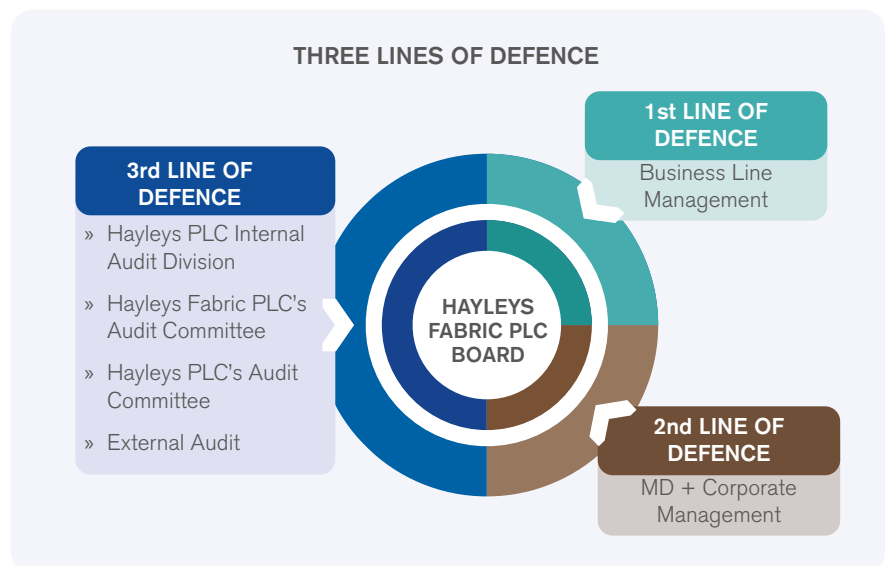 THREE LINES OF DEFENCE
1st LINE OF
DEFENCE
Business Line
Management
3rd LINE OF
DEFENCE
» Hayleys PLC Internal
Audit Division
» Hayleys Fabric PLC's
Audit Committee
» Hayleys PLC's Audit
Committee
» External Audit
HAYLEYS
FABRIC PLC
BOARD
2nd LINE OF
DEFENCE
MD + Corporate
Management